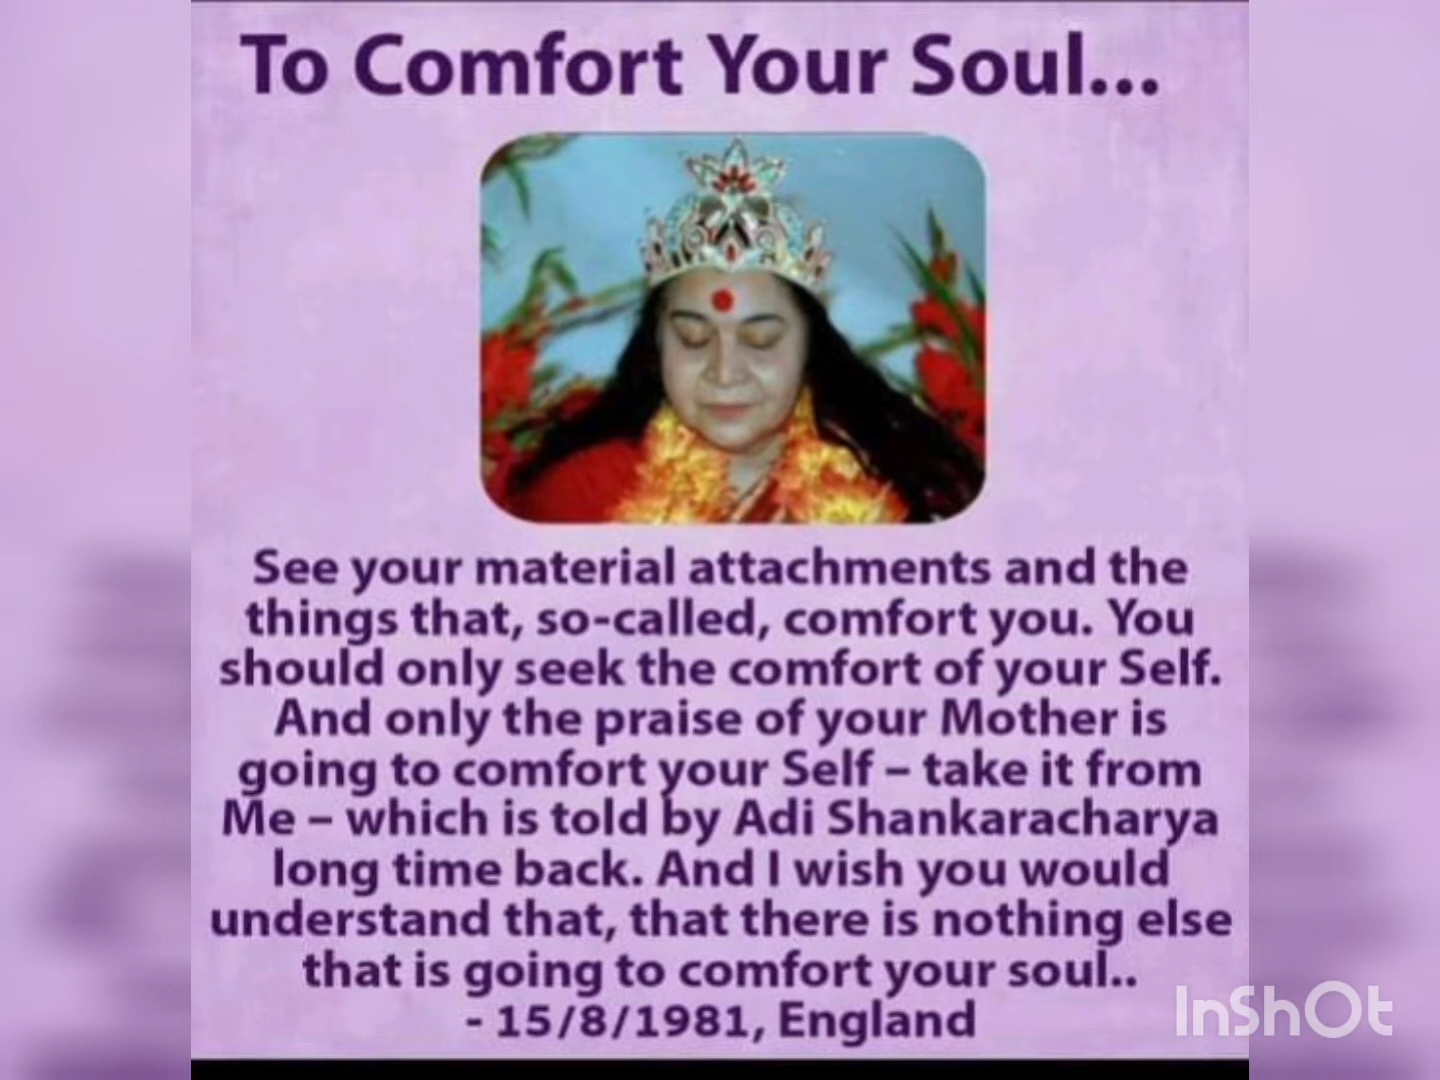 To Comfort Your Soul...
See your material attachments and the
things that, so-called, comfort you. You
should only seek the comfort of your Self.
And only the praise of your Mother is
going to comfort your Self – take it from
Me – which is told by Adi Shankaracharya
long time back. And I wish you would
understand that, that there is nothing else
that is going to comfort your soul..
- 15/8/1981, England
InShOt